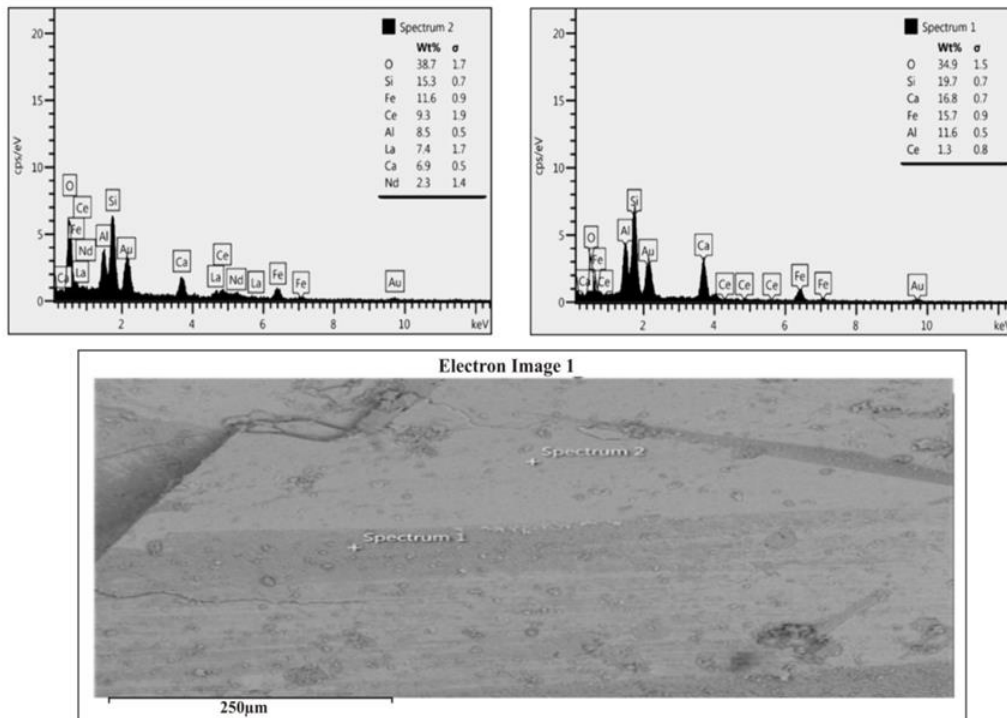 Spectrum 2
Wt% σ
O 38.7 1.7
Si 15.3 0.7
Fe 11.6 0.9
Ce 9.3 1.9
Al 8.5 0.5
La 7.4 1.7
Ca 6.9 0.5
Nd 2.3 1.4
20
15
10
5
0
cps/eV
O
Ce
Si
Fe
Al
Nd
Au
Ca
La
Ca
Ce
La
Nd
La
Fe
Fe
Au
2 4 6 8 10 keV
Spectrum 1
Wt% σ
O 34.9 1.5
Si 19.7 0.7
Ca 16.8 0.7
Fe 15.7 0.9
Al 11.6 0.5
Ce 1.3 0.8
20
15
10
5
0
cps/eV
Si
O
Al
Fe
Au
Ca
Ca
Ce
Ce
Ce
Ce
Fe
Fe
Au
2 4 6 8 10 keV
Electron Image 1
Spectrum 2
Spectrum 1
250µm